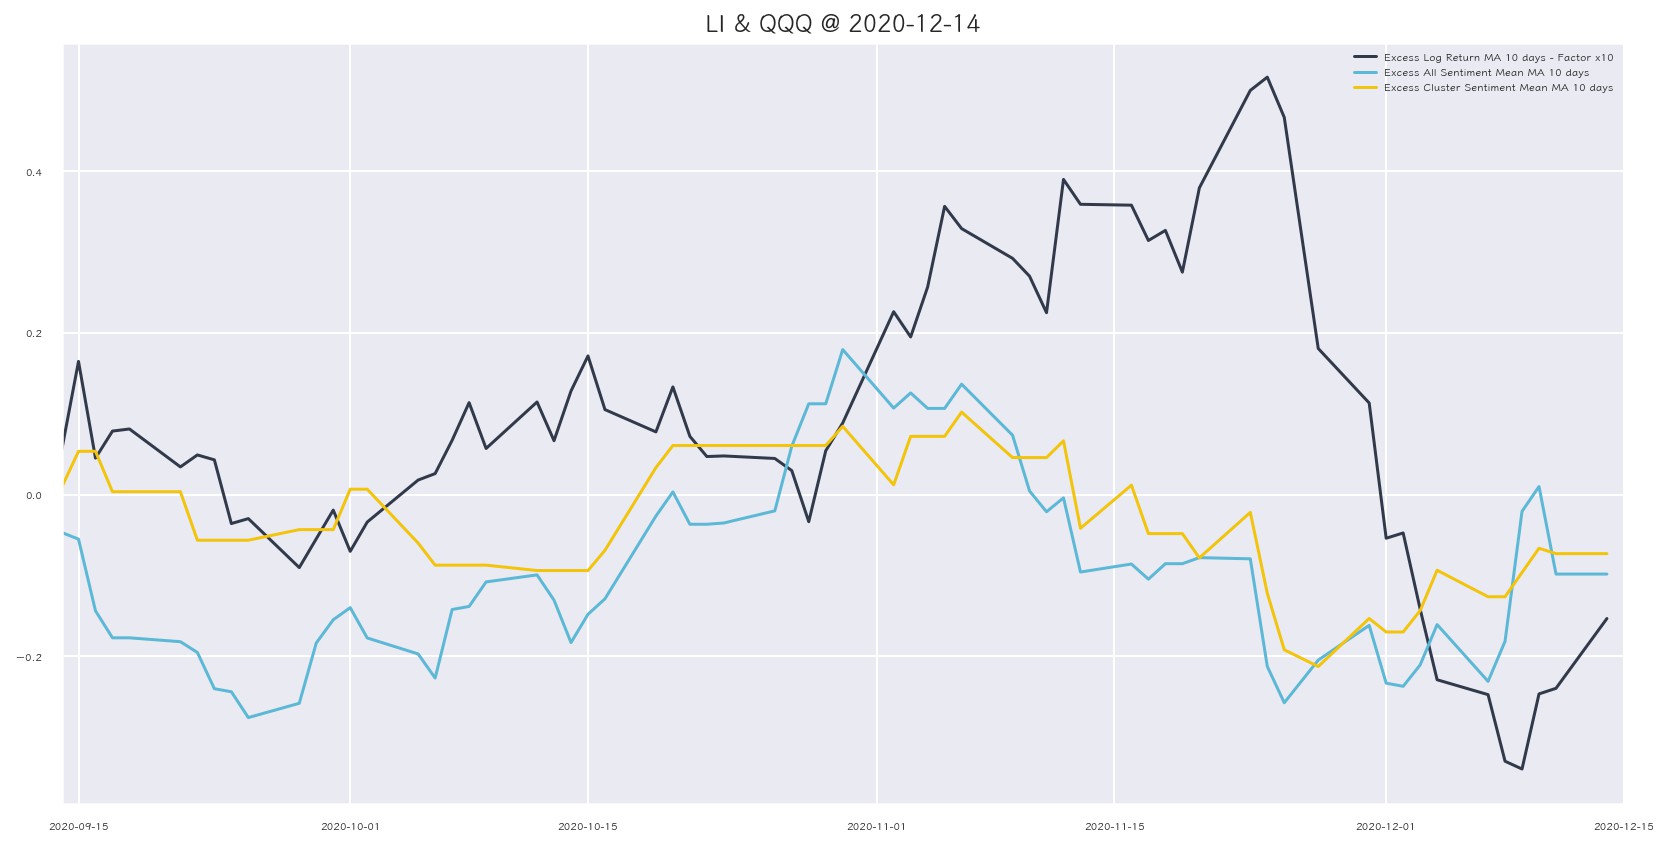 LI & QQQ @ 2020-12-14
Excess Log Return MA 10 days - Factor x10
Excess All Sentiment Mean MA 10 days
Excess Cluster Sentiment Mean MA 10 days
0.4
0.2
0.0
−0.2
2020-09-15 2020-10-01 2020-10-15 2020-11-01 2020-11-15 2020-12-01 2020-12-15